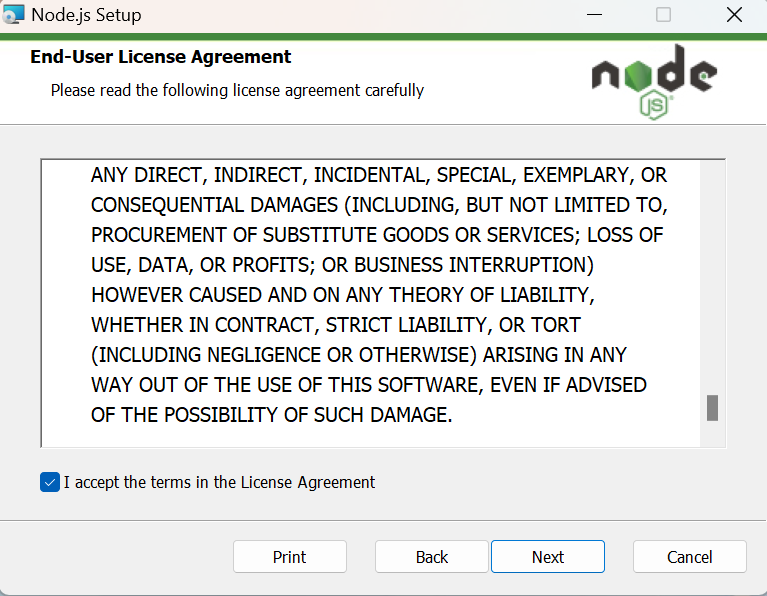 Node.js Setup
End-User License Agreement
Please read the following license agreement carefully
node
JS
ANY DIRECT, INDIRECT, INCIDENTAL, SPECIAL, EXEMPLARY, OR
CONSEQUENTIAL DAMAGES (INCLUDING, BUT NOT LIMITED TO,
PROCUREMENT OF SUBSTITUTE GOODS OR SERVICES; LOSS OF
USE, DATA, OR PROFITS; OR BUSINESS INTERRUPTION)
HOWEVER CAUSED AND ON ANY THEORY OF LIABILITY,
WHETHER IN CONTRACT, STRICT LIABILITY, OR TORT
(INCLUDING NEGLIGENCE OR OTHERWISE) ARISING IN ANY
WAY OUT OF THE USE OF THIS SOFTWARE, EVEN IF ADVISED
OF THE POSSIBILITY OF SUCH DAMAGE.
I accept the terms in the License Agreement
Print Back Next Cancel